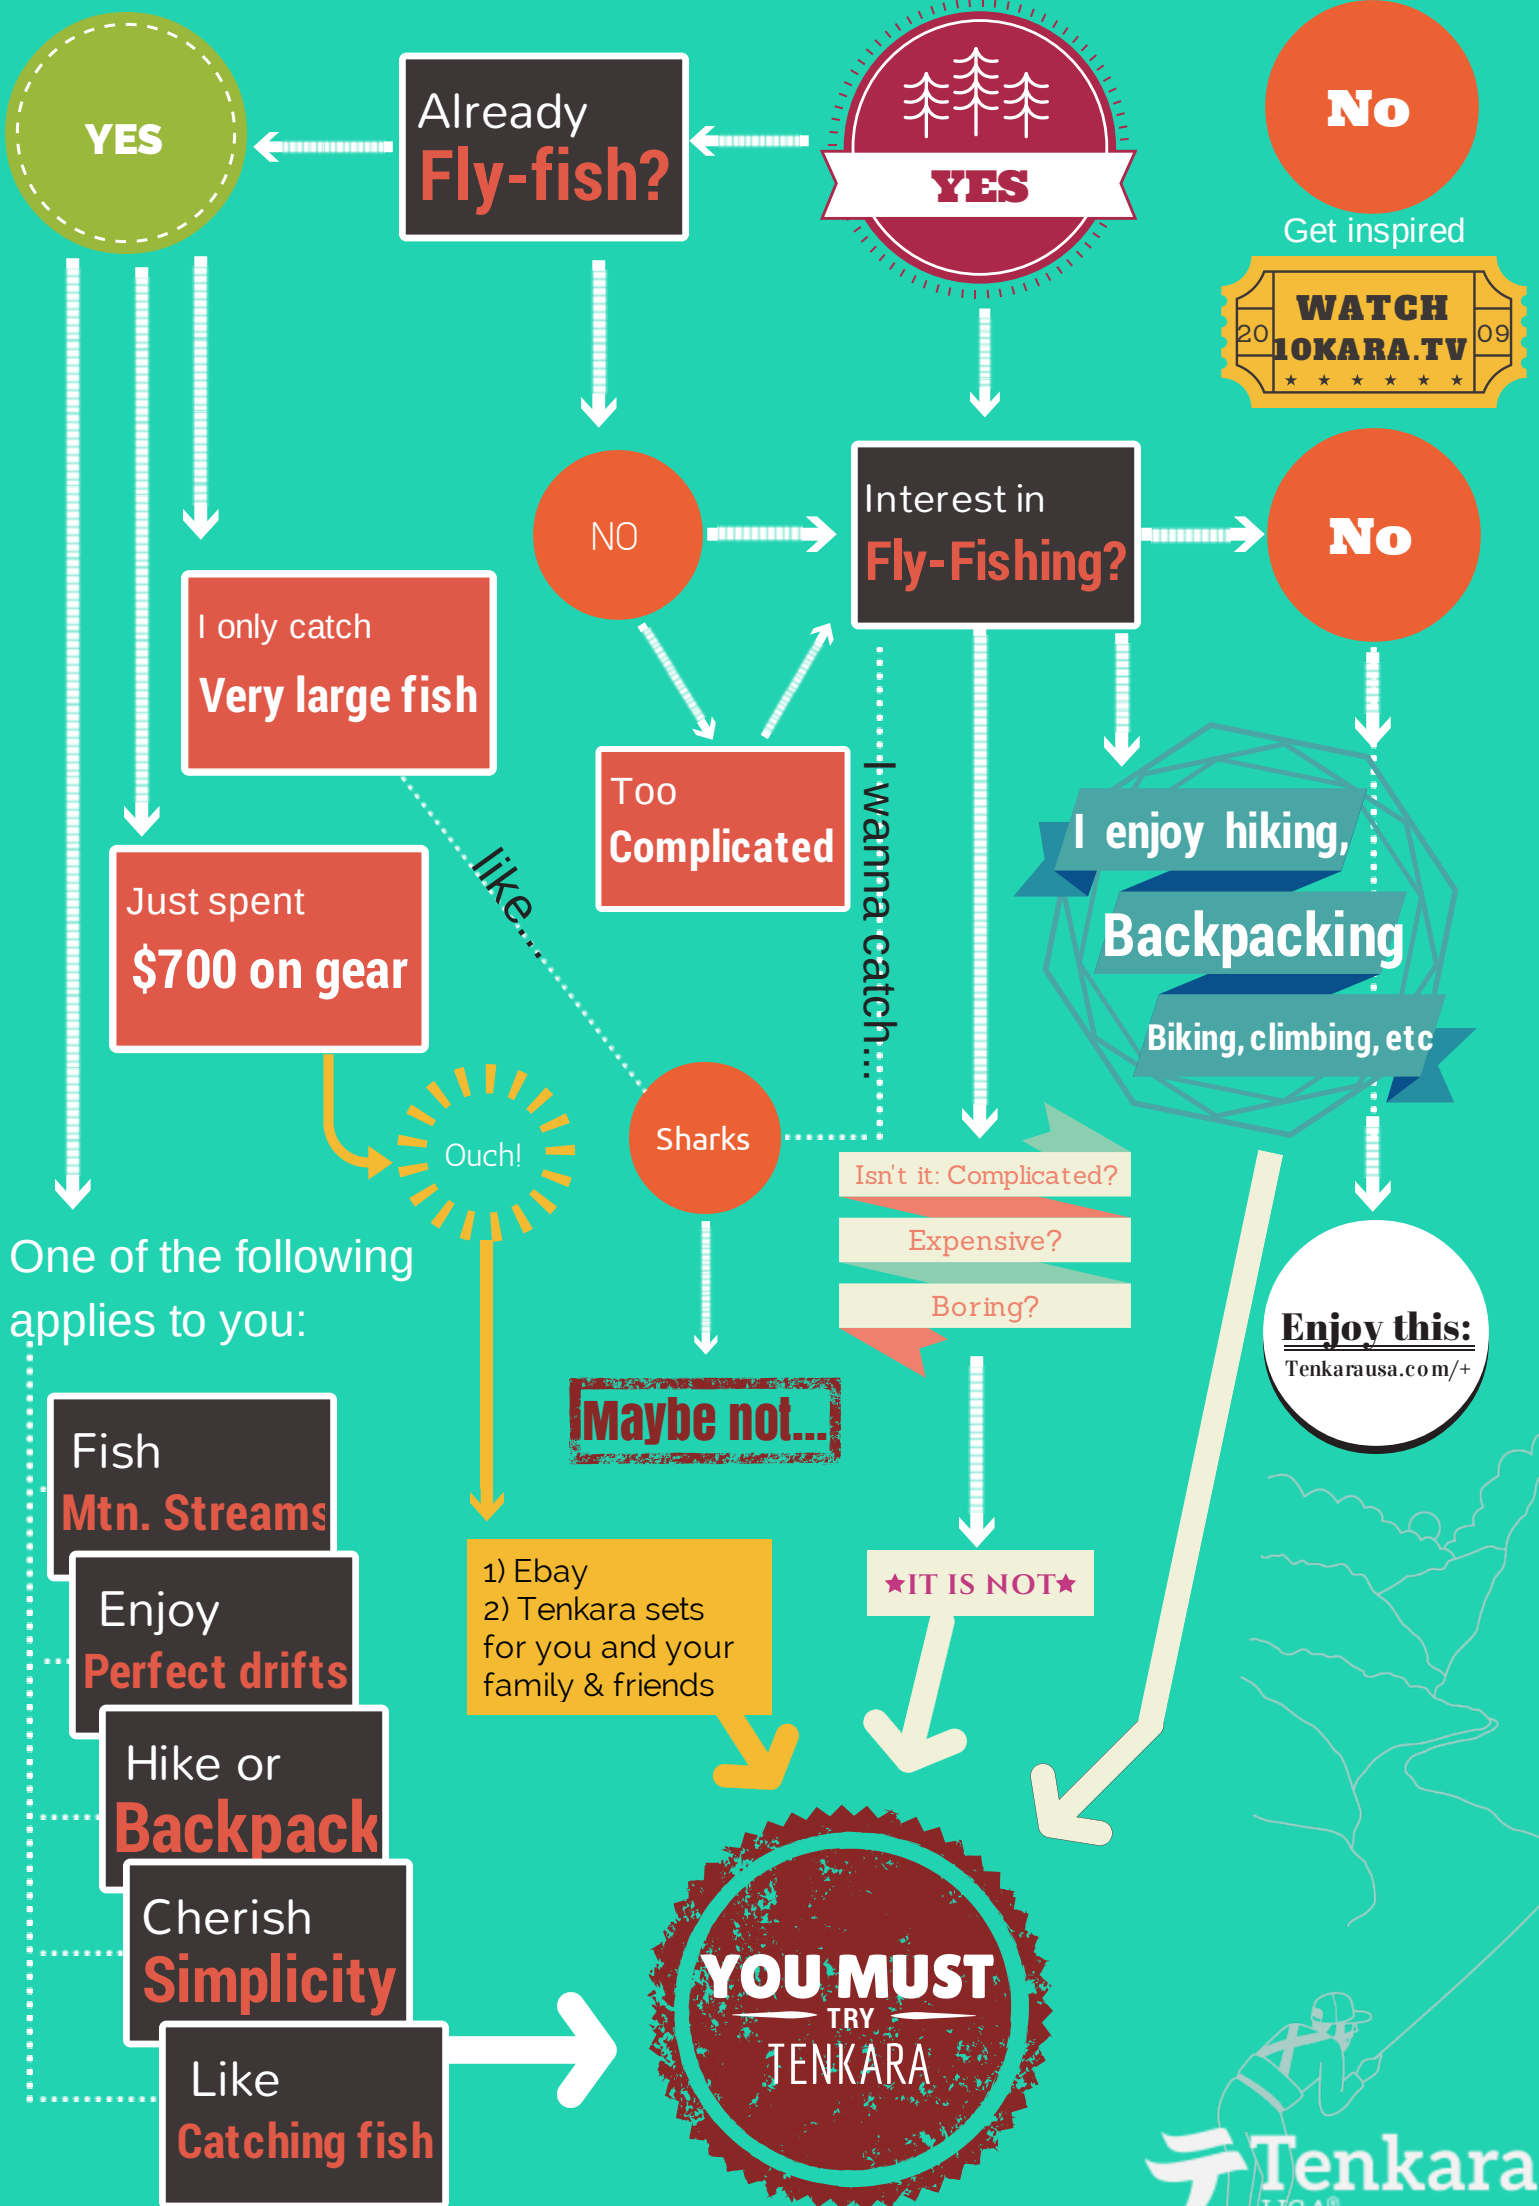 YES
Already
Fly-fish?
YES
No
Get inspired
20
WATCH
10KARA.TV
09
NO
Interest in
Fly-Fishing?
No
I only catch
Very large fish
Too
Complicated
I wanna catch...
I enjoy hiking,
Backpacking
Biking, climbing, etc
Just spent
$700 on gear
like....
Ouch!
Sharks
Isn't it: Complicated?
Expensive?
Boring?
One of the following
applies to you:
Enjoy this:
Tenkarausa.com/+
Maybe not...
Fish
Mtn. Streams
Enjoy
Perfect drifts
Hike or
Backpack
Cherish
Simplicity
Like
Catching fish
1) Ebay
2) Tenkara sets
for you and your
family & friends
IT IS NOT
YOU MUST
TRY
TENKARA
Tenkara
USA®